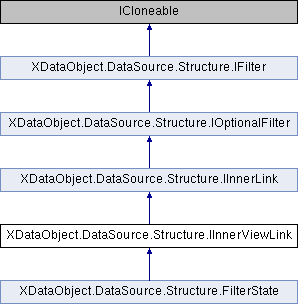 ICloneable
XDataObject.DataSource.Structure.IFilter
XDataObject.DataSource.Structure.IOptionalFilter
XDataObject.DataSource.Structure.IInnerLink
XDataObject.DataSource.Structure.IInnerViewLink
XDataObject.DataSource.Structure.FilterState